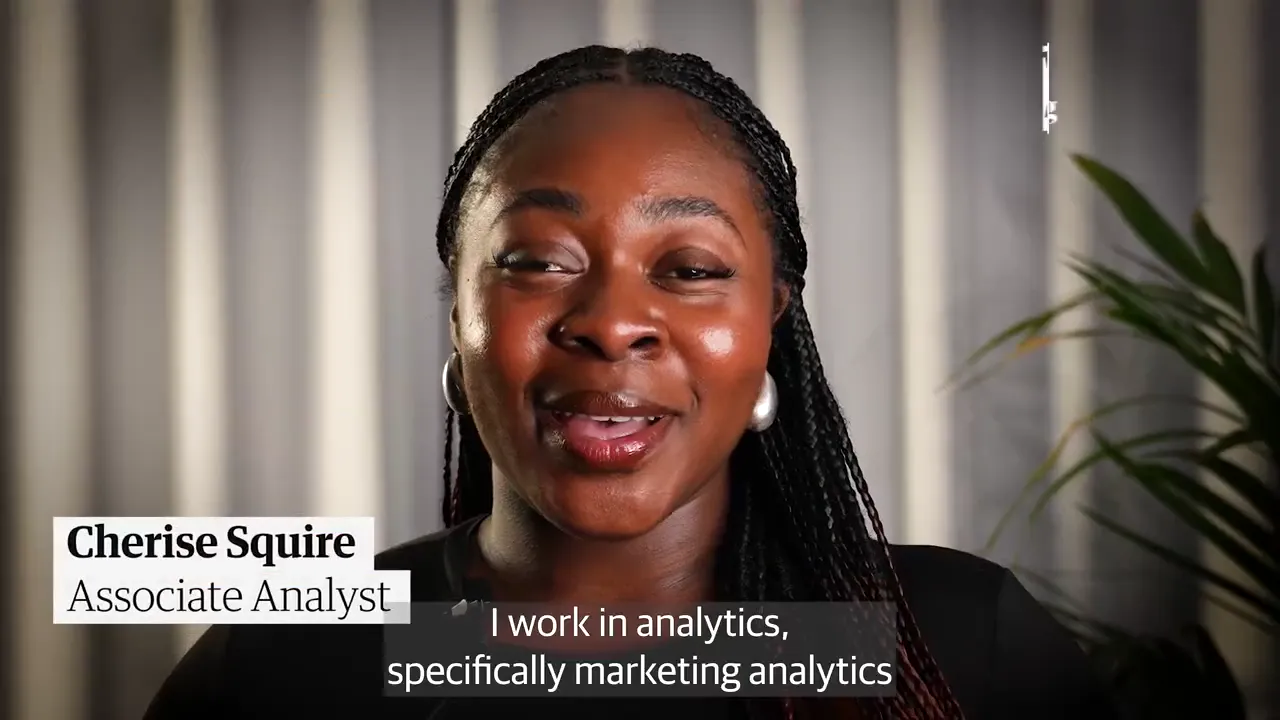 Cherise Squire
Associate Analyst
I work in analytics,
specifically marketing analytics